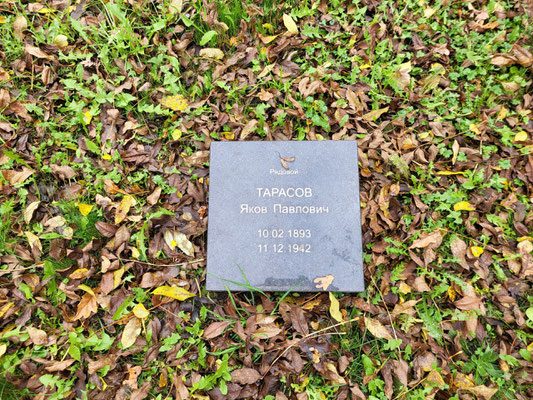 Рядовой
ТАРАСОВ
Яков Павлович
10.02.1893
11.12.1942